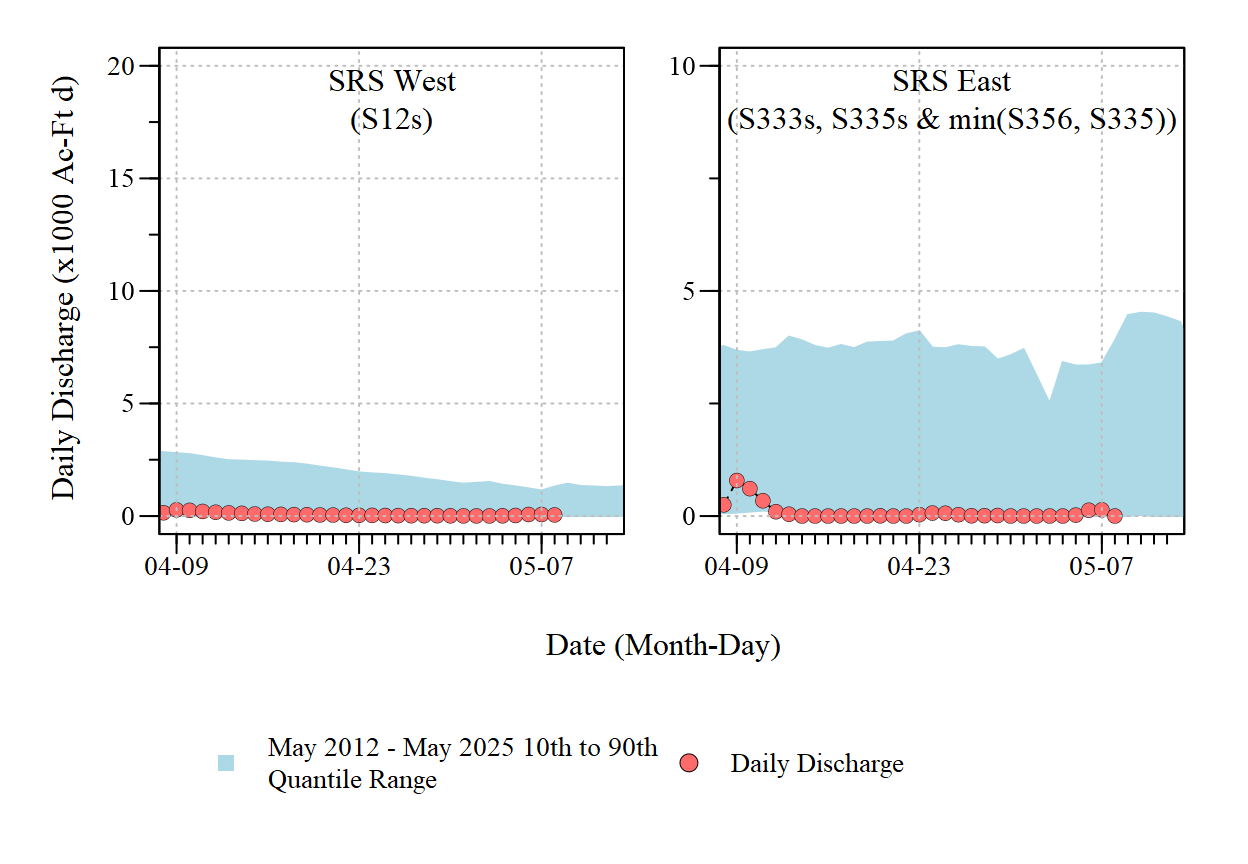 SRS West
(S12s)
SRS East
(S333s, S335s & min(S356, S335))
Daily Discharge (x1000 Ac-Ft d)
20
15
10
5
0
10
5
0
04-09
04-23
05-07
04-09
04-23
05-07
Date (Month-Day)
May 2012 - May 2025 10th to 90th
Quantile Range
Daily Discharge